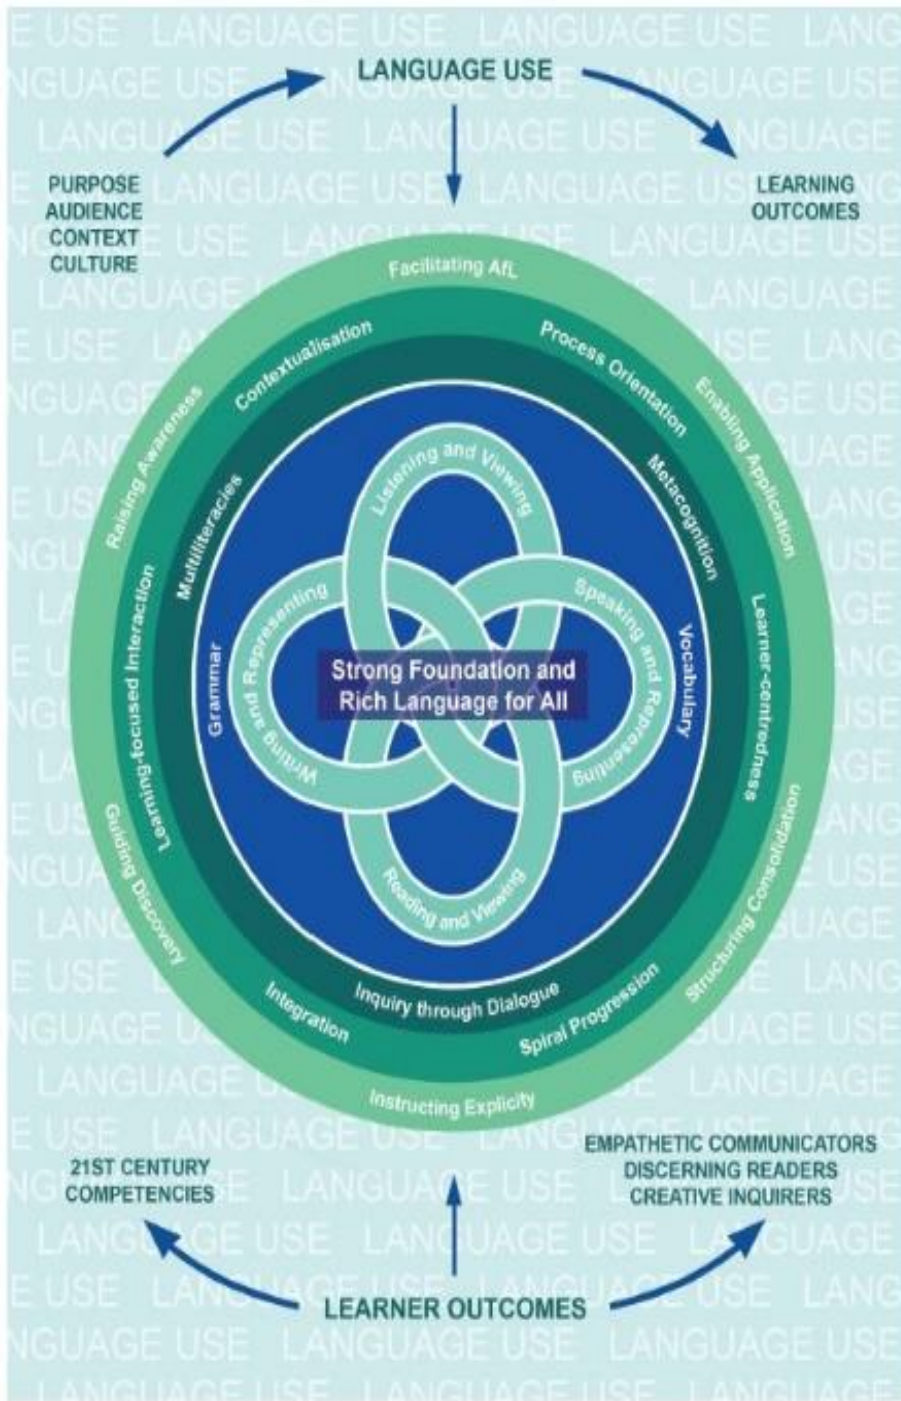 LANGUAGE USE
PURPOSE
AUDIENCE
CONTEXT
CULTURE
LEARNING
OUTCOMES
Facilitating AfL
Raising Awareness
Enabling Application
Guiding Discovery
Structuring Consolidation
Instructing Explicity
Contextualisation
Process Orientation
Learning-focused Interaction
Learner-centredness
Integration
Spiral Progression
Multiliteracies
Metacognition
Inquiry through Dialogue
Grammar
Vocabulary
Listening and Viewing
Writing and Representing
Speaking and Representing
Reading and Viewing
Strong Foundation and
Rich Language for All
21ST CENTURY
COMPETENCIES
EMPATHETIC COMMUNICATORS
DISCERNING READERS
CREATIVE INQUIRERS
LEARNER OUTCOMES